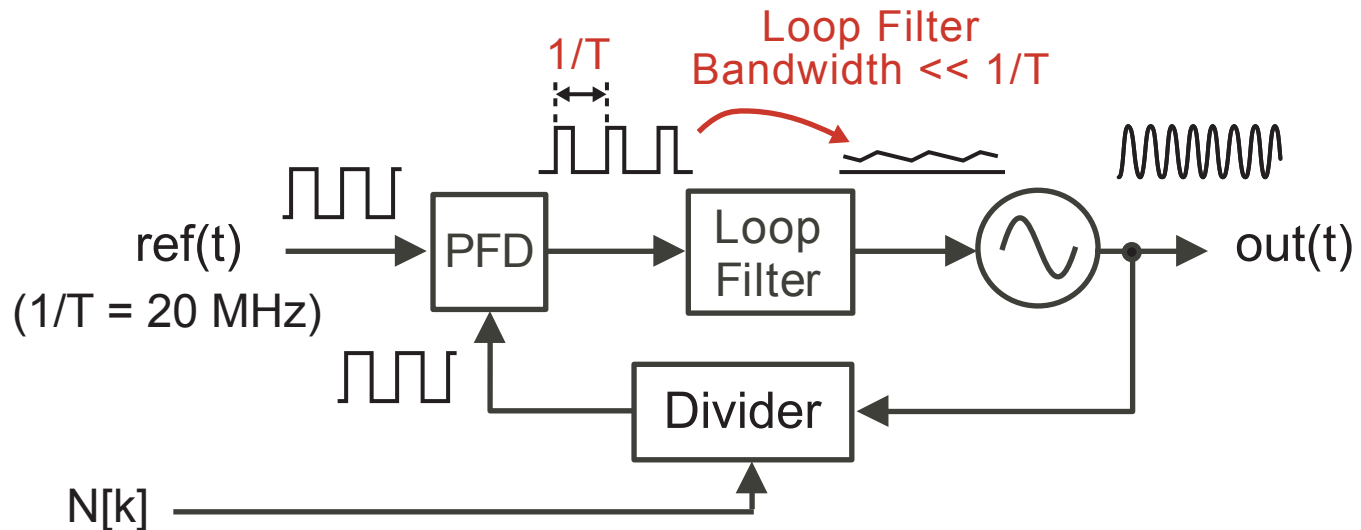 Loop Filter
Bandwidth << 1/T
1/T
ref(t)
(1/T = 20 MHz)
PFD
Loop
Filter
out(t)
Divider
N[k]